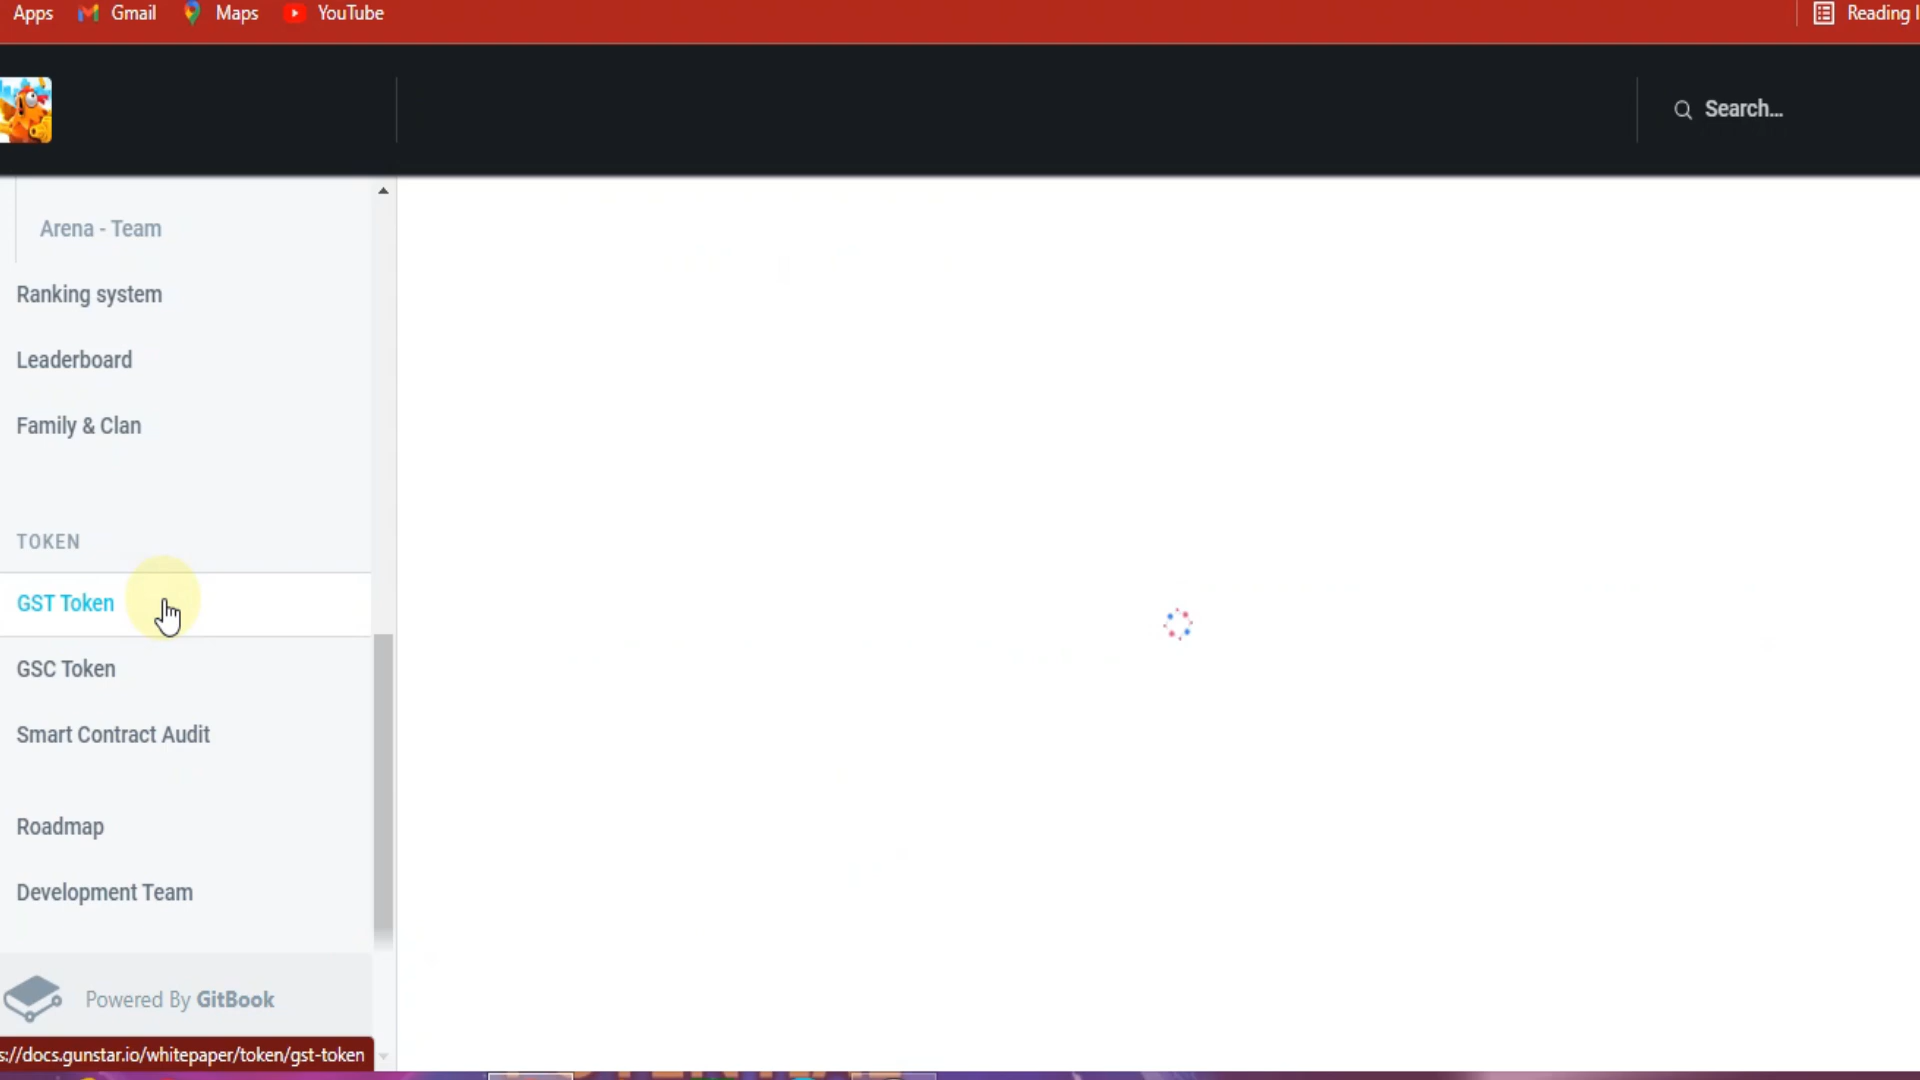 Apps Gmail Maps YouTube Reading
Search...
Arena - Team
Ranking system
Leaderboard
Family & Clan
TOKEN
GST Token
GSC Token
Smart Contract Audit
Roadmap
Development Team
Powered By GitBook
s://docs.gunstar.io/whitepaper/token/gst-token